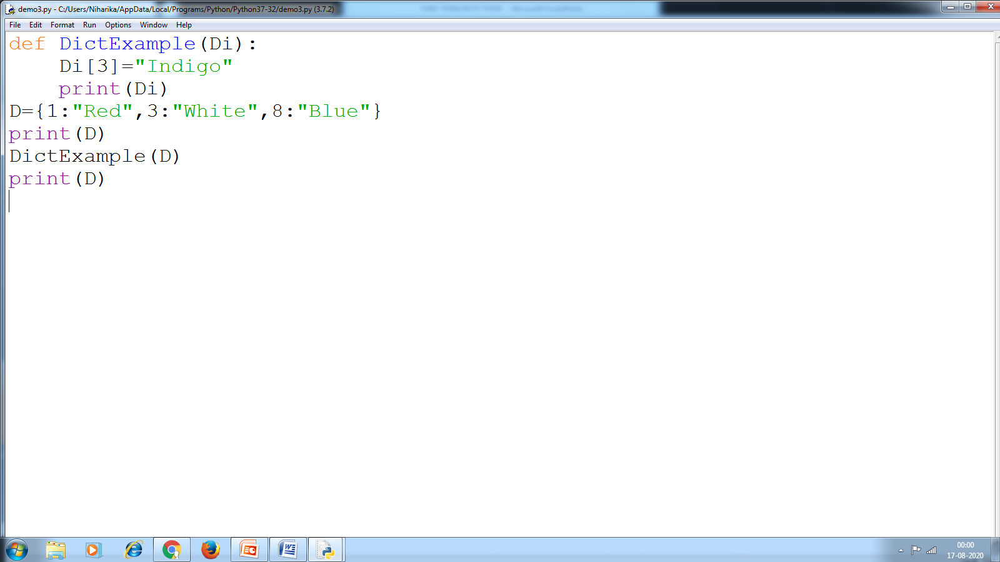 demo3.py - C:/Users/Niharika/AppData/Local/Programs/Python/Python37-32/demo3.py (3.7.2)
File Edit Format Run Options Window Help
def DictExample(Di):
    Di[3]="Indigo"
    print(Di)
D={1:"Red",3:"White",8:"Blue"}
print(D)
DictExample(D)
print(D)
00:00
17-08-2020